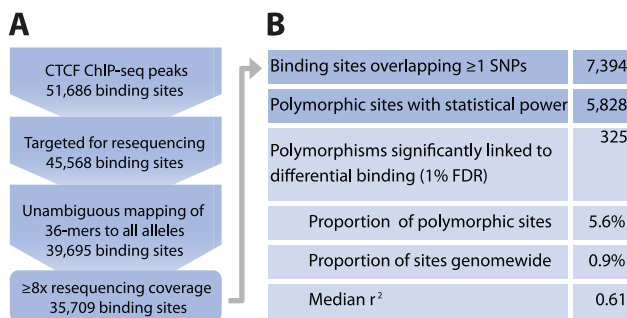 A
CTCF ChIP-seq peaks
51,686 binding sites
Targeted for resequencing
45,568 binding sites
Unambiguous mapping of
36-mers to all alleles
39,695 binding sites
≥8x resequencing coverage
35,709 binding sites
B
Binding sites overlapping ≥1 SNPs 7,394
Polymorphic sites with statistical power 5,828
Polymorphisms significantly linked to 325
differential binding (1% FDR)
Proportion of polymorphic sites 5.6%
Proportion of sites genomewide 0.9%
Median r² 0.61